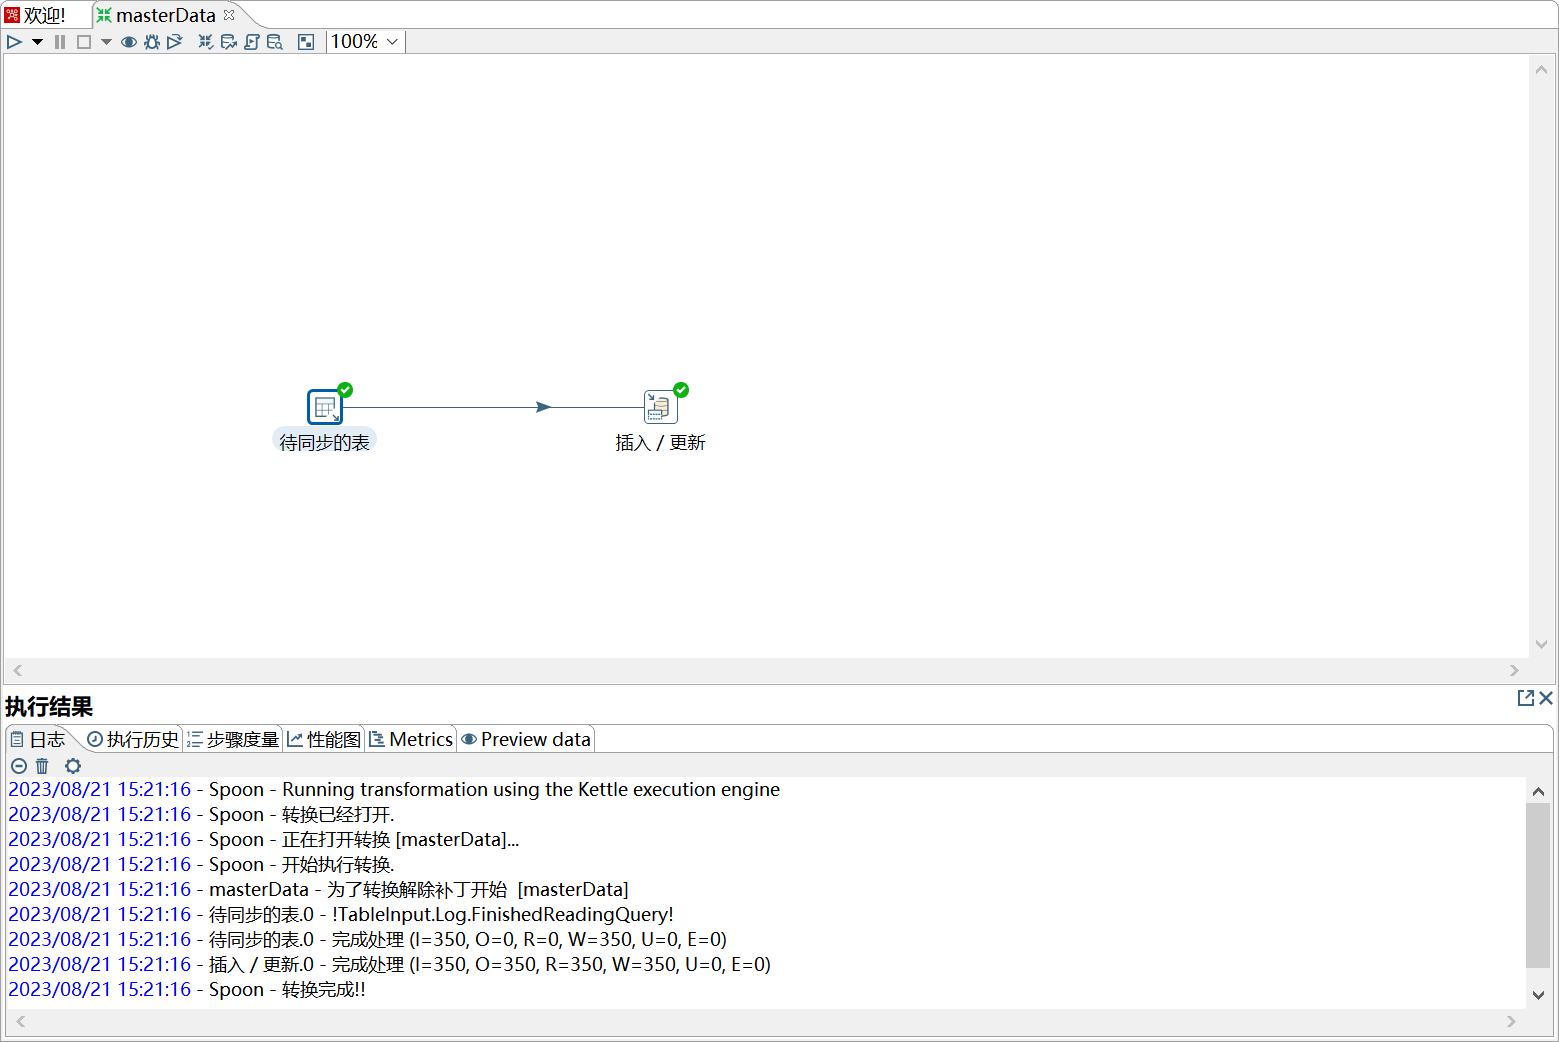 欢迎!
masterData
100%
待同步的表
插入 / 更新
执行结果
日志
执行历史
步骤度量
性能图
Metrics
Preview data
2023/08/21 15:21:16 - Spoon - Running transformation using the Kettle execution engine
2023/08/21 15:21:16 - Spoon - 转换已经打开.
2023/08/21 15:21:16 - Spoon - 正在打开转换 [masterData]...
2023/08/21 15:21:16 - Spoon - 开始执行转换.
2023/08/21 15:21:16 - masterData - 为了转换解除补丁开始  [masterData]
2023/08/21 15:21:16 - 待同步的表.0 - !TableInput.Log.FinishedReadingQuery!
2023/08/21 15:21:16 - 待同步的表.0 - 完成处理 (I=350, O=0, R=0, W=350, U=0, E=0)
2023/08/21 15:21:16 - 插入 / 更新.0 - 完成处理 (I=350, O=350, R=350, W=350, U=0, E=0)
2023/08/21 15:21:16 - Spoon - 转换完成!!